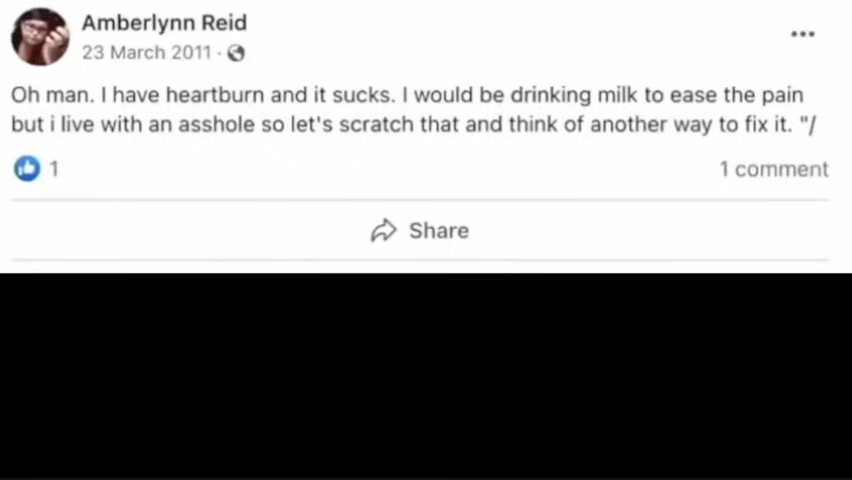 Amberlynn Reid
23 March 2011 ·
Oh man. I have heartburn and it sucks. I would be drinking milk to ease the pain
but i live with an asshole so let's scratch that and think of another way to fix it. "/
1
1 comment
Share